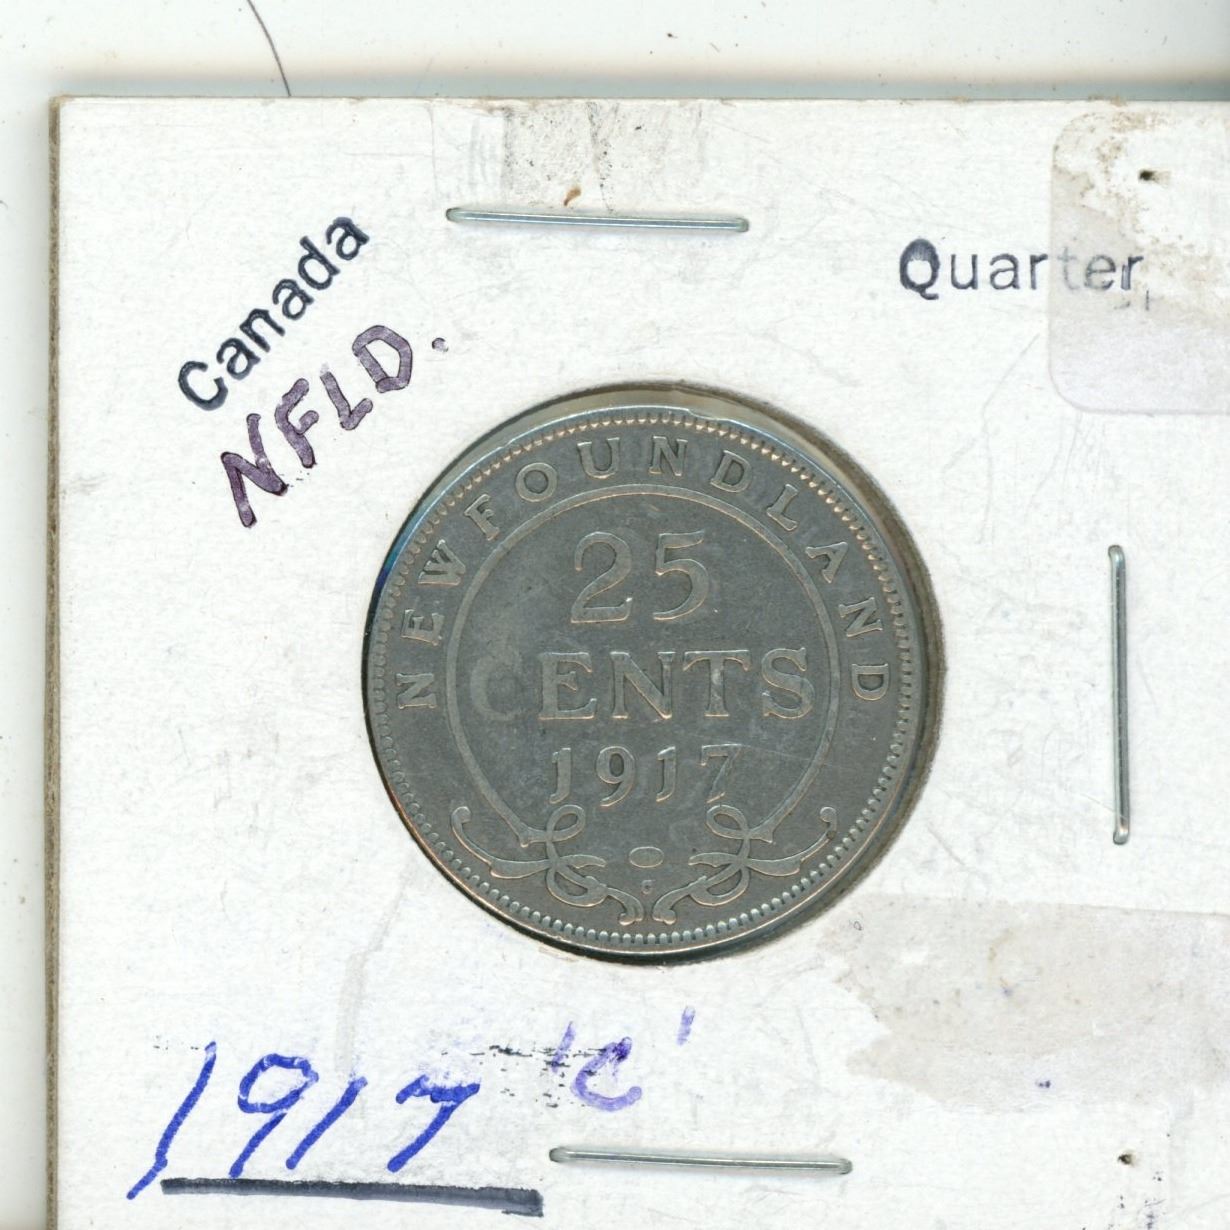 Canada
NFLD.
Quarter
NEWFOUNDLAND
25
CENTS
1917
C
1917 'C'